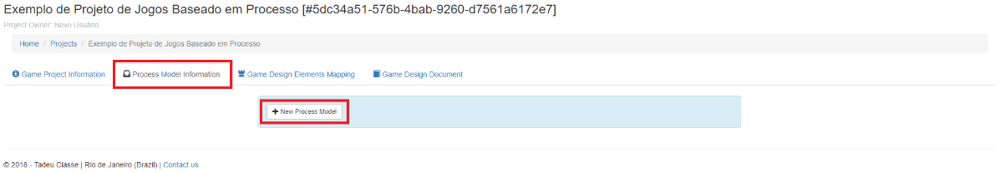 Exemplo de Projeto de Jogos Baseado em Processo [#5dc34a51-576b-4bab-9260-d7561a6172e7]
Project Owner: Novo Usuário
Home / Projects / Exemplo de Projeto de Jogos Baseado em Processo
Game Project Information Process Model Information Game Design Elements Mapping Game Design Document
New Process Model
© 2018 - Tadeu Classe | Rio de Janeiro (Brazil) | Contact us